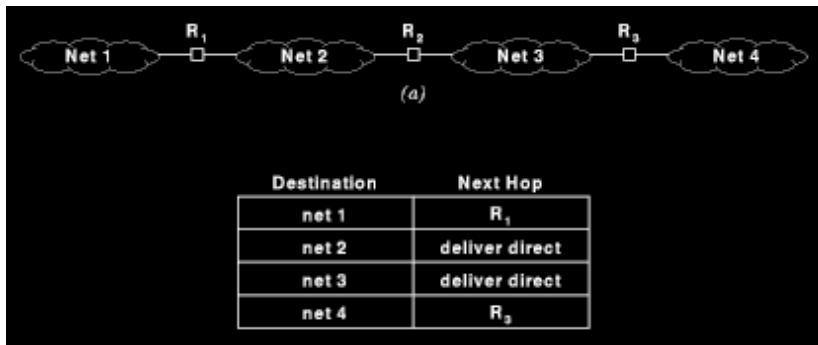 R₁ R₂ R₃
Net 1 Net 2 Net 3 Net 4
(a)
Destination Next Hop
net 1 R₁
net 2 deliver direct
net 3 deliver direct
net 4 R₃